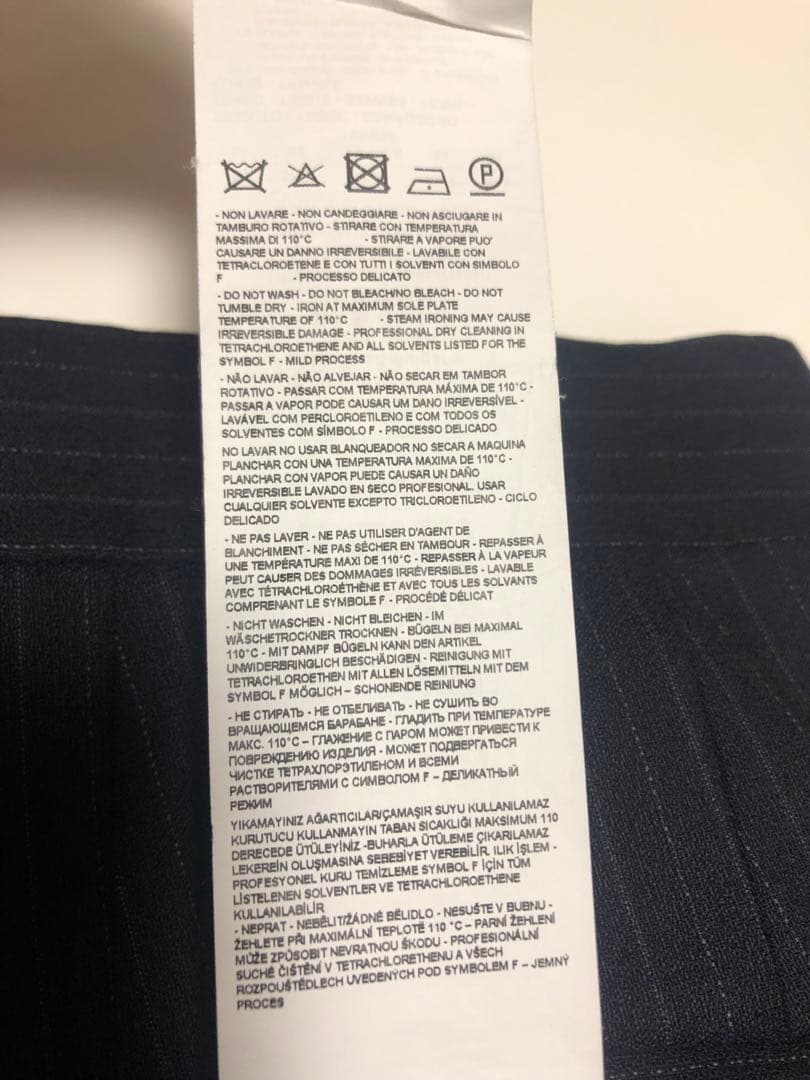 P
- NON LAVARE - NON CANDEGGIARE - NON ASCIUGARE IN
TAMBURO ROTATIVO - STIRARE CON TEMPERATURA
MASSIMA DI 110°C - STIRARE A VAPORE PUO'
CAUSARE UN DANNO IRREVERSIBILE - LAVABILE CON
TETRACLOROETENE E CON TUTTI I SOLVENTI CON SIMBOLO
F - PROCESSO DELICATO
- DO NOT WASH - DO NOT BLEACH/NO BLEACH - DO NOT
TUMBLE DRY - IRON AT MAXIMUM SOLE PLATE
TEMPERATURE OF 110°C - STEAM IRONING MAY CAUSE
IRREVERSIBLE DAMAGE - PROFESSIONAL DRY CLEANING IN
TETRACHLOROETHENE AND ALL SOLVENTS LISTED FOR THE
SYMBOL F - MILD PROCESS
- NÃO LAVAR - NÃO ALVEJAR - NÃO SECAR EM TAMBOR
ROTATIVO - PASSAR COM TEMPERATURA MÁXIMA DE 110°C -
PASSAR A VAPOR PODE CAUSAR UM DANO IRREVERSÍVEL -
LAVÁVEL COM PERCLOROETILENO E COM TODOS OS
SOLVENTES COM SÍMBOLO F - PROCESSO DELICADO
NO LAVAR NO USAR BLANQUEADOR NO SECAR A MAQUINA
PLANCHAR CON UNA TEMPERATURA MAXIMA DE 110°C -
PLANCHAR CON VAPOR PUEDE CAUSAR UN DAÑO
IRREVERSIBLE LAVADO EN SECO PROFESIONAL. USAR
CUALQUIER SOLVENTE EXCEPTO TRICLOROETILENO - CICLO
DELICADO
- NE PAS LAVER - NE PAS UTILISER D'AGENT DE
BLANCHIMENT - NE PAS SÉCHER EN TAMBOUR - REPASSER À
UNE TEMPÉRATURE MAXI DE 110°C - REPASSER À LA VAPEUR
PEUT CAUSER DES DOMMAGES IRRÉVERSIBLES - LAVABLE
AVEC TÉTRACHLOROÉTHÈNE ET AVEC TOUS LES SOLVANTS
COMPRENANT LE SYMBOLE F - PROCÉDÉ DÉLICAT
- NICHT WASCHEN - NICHT BLEICHEN - IM
WÄSCHETROCKNER TROCKNEN - BÜGELN BEI MAXIMAL
110°C - MIT DAMPF BÜGELN KANN DEN ARTIKEL
UNWIDERBRINGLICH BESCHÄDIGEN - REINIGUNG MIT
TETRACHLOROETHEN MIT ALLEN LÖSEMITTELN MIT DEM
SYMBOL F MÖGLICH – SCHONENDE REINIUNG
- НЕ СТИРАТЬ - НЕ ОТБЕЛИВАТЬ - НЕ СУШИТЬ ВО
ВРАЩАЮЩЕМСЯ БАРАБАНЕ - ГЛАДИТЬ ПРИ ТЕМПЕРАТУРЕ
МАКС. 110°C – ГЛАЖЕНИЕ С ПАРОМ МОЖЕТ ПРИВЕСТИ К
ПОВРЕЖДЕНИЮ ИЗДЕЛИЯ - МОЖЕТ ПОДВЕРГАТЬСЯ
ЧИСТКЕ ТЕТРАХЛОРЭТИЛЕНОМ И ВСЕМИ
РАСТВОРИТЕЛЯМИ С СИМВОЛОМ F – ДЕЛИКАТНЫЙ
РЕЖИМ
YIKAMAYINIZ AĞARTICILAR/ÇAMAŞIR SUYU KULLANILAMAZ
KURUTUCU KULLANMAYIN TABAN SICAKLIĞI MAKSIMUM 110
DERECEDE ÜTÜLEYİNİZ -BUHARLA ÜTÜLEME ÇIKARILAMAZ
LEKEREİN OLUŞMASINA SEBEBİYET VEREBİLİR. ILIK İŞLEM -
PROFESYONEL KURU TEMİZLEME SYMBOL F İÇİN TÜM
LİSTELENEN SOLVENTLER VE TETRACHLOROETHENE
KULLANILABİLİR
- NEPRAT - NEBĚLIT/ŽÁDNÉ BĚLIDLO - NESUŠTE V BUBNU -
ŽEHLETE PŘI MAXIMÁLNÍ TEPLOTĚ 110 °C – PARNÍ ŽEHLENÍ
MŮŽE ZPŮSOBIT NEVRATNOU ŠKODU - PROFESIONÁLNÍ
SUCHÉ ČIŠTĚNÍ V TETRACHLORETHENU A VŠECH
ROZPOUŠTĚDLECH UVEDENÝCH POD SYMBOLEM F – JEMNÝ
PROCES